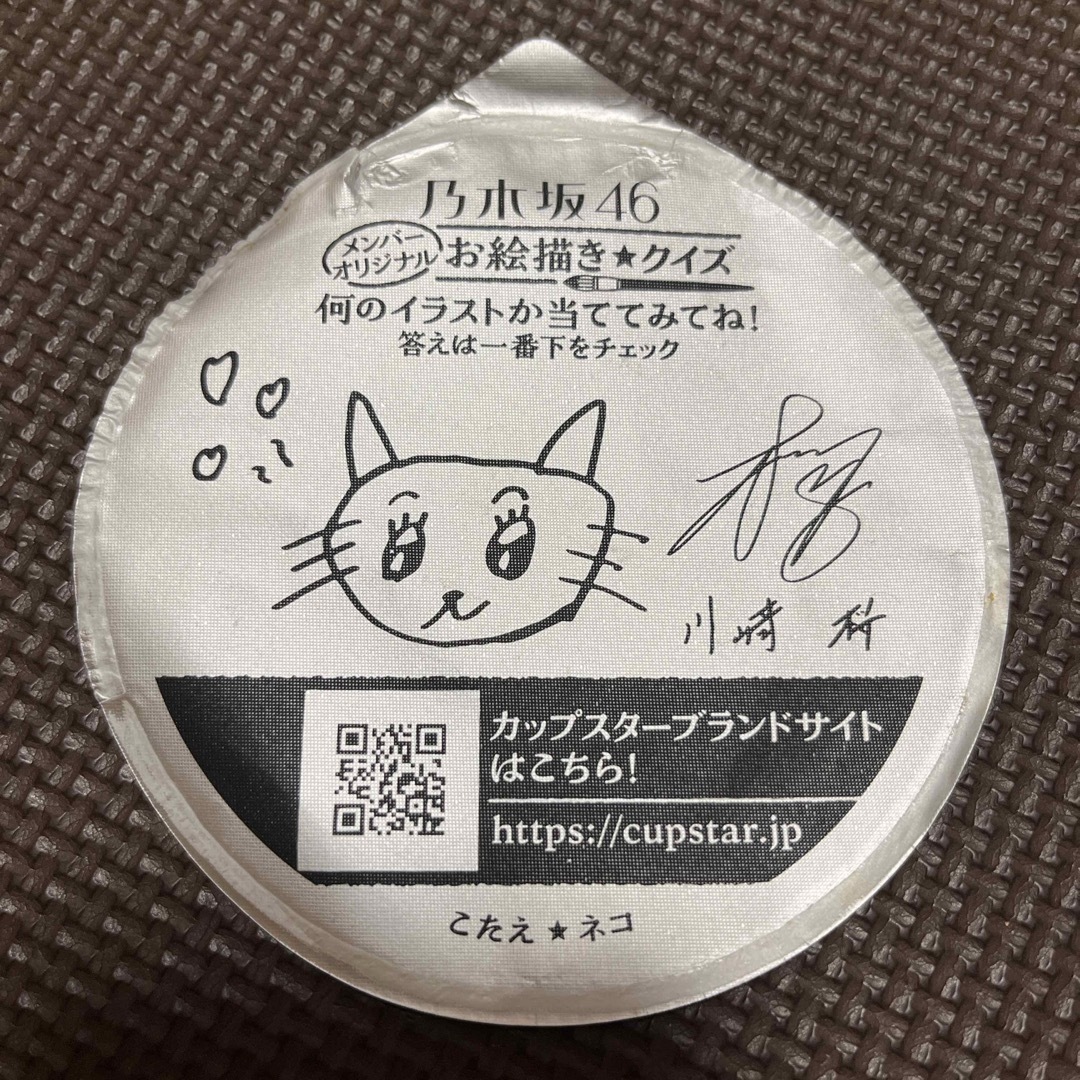 乃木坂46
メンバー
オリジナル
お絵描き★クイズ
何のイラストか当ててみてね!
答えは一番下をチェック
川﨑 桜
カップスターブランドサイト
はこちら!
https://cupstar.jp
こたえ★ネコ